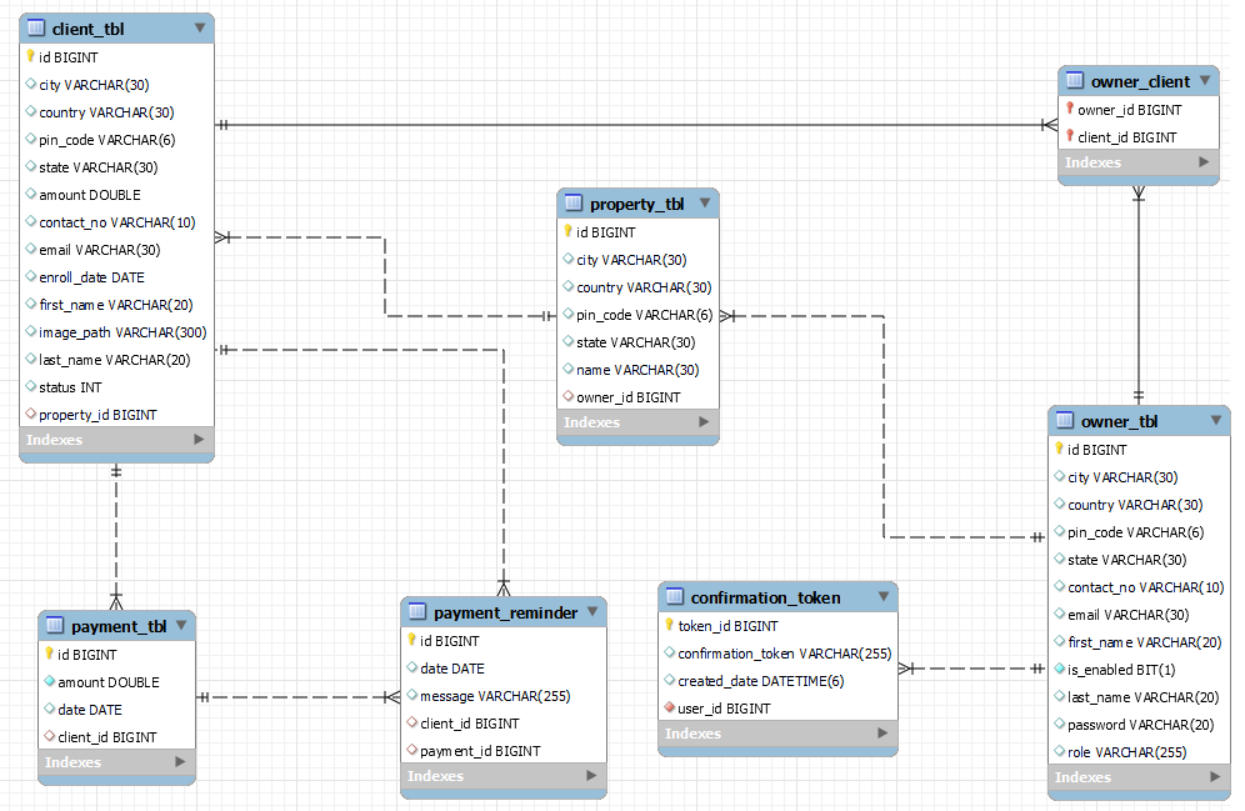 client_tbl
id BIGINT
city VARCHAR(30)
country VARCHAR(30)
pin_code VARCHAR(6)
state VARCHAR(30)
amount DOUBLE
contact_no VARCHAR(10)
email VARCHAR(30)
enroll_date DATE
first_name VARCHAR(20)
image_path VARCHAR(300)
last_name VARCHAR(20)
status INT
property_id BIGINT
Indexes
owner_client
owner_id BIGINT
client_id BIGINT
Indexes
property_tbl
id BIGINT
city VARCHAR(30)
country VARCHAR(30)
pin_code VARCHAR(6)
state VARCHAR(30)
name VARCHAR(30)
owner_id BIGINT
Indexes
owner_tbl
id BIGINT
city VARCHAR(30)
country VARCHAR(30)
pin_code VARCHAR(6)
state VARCHAR(30)
contact_no VARCHAR(10)
email VARCHAR(30)
first_name VARCHAR(20)
is_enabled BIT(1)
last_name VARCHAR(20)
password VARCHAR(20)
role VARCHAR(255)
Indexes
payment_tbl
id BIGINT
amount DOUBLE
date DATE
client_id BIGINT
Indexes
payment_reminder
id BIGINT
date DATE
message VARCHAR(255)
client_id BIGINT
payment_id BIGINT
Indexes
confirmation_token
token_id BIGINT
confirmation_token VARCHAR(255)
created_date DATETIME(6)
user_id BIGINT
Indexes